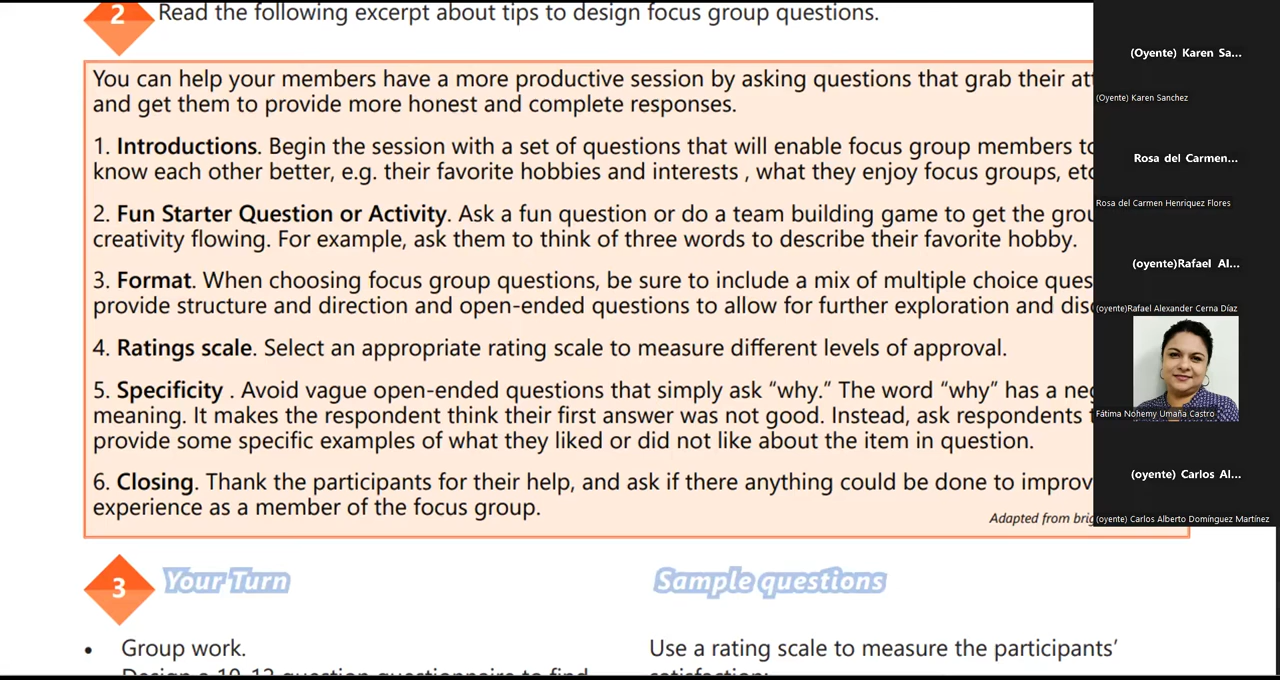 2
Read the following excerpt about tips to design focus group questions.
You can help your members have a more productive session by asking questions that grab their
and get them to provide more honest and complete responses.
1. Introductions. Begin the session with a set of questions that will enable focus group members
know each other better, e.g. their favorite hobbies and interests , what they enjoy focus groups,
2. Fun Starter Question or Activity. Ask a fun question or do a team building game to get the
creativity flowing. For example, ask them to think of three words to describe their favorite hobby.
3. Format. When choosing focus group questions, be sure to include a mix of multiple choice
provide structure and direction and open-ended questions to allow for further exploration and
4. Ratings scale. Select an appropriate rating scale to measure different levels of approval.
5. Specificity . Avoid vague open-ended questions that simply ask “why.” The word “why” has a
meaning. It makes the respondent think their first answer was not good. Instead, ask respondents
provide some specific examples of what they liked or did not like about the item in question.
6. Closing. Thank the participants for their help, and ask if there anything could be done to
experience as a member of the focus group.
Adapted from
3
Your Turn
Sample questions
• Group work.
Design a 10-12 question questionnaire to find
Use a rating scale to measure the participants’
satisfaction:
(Oyente) Karen Sa...
(Oyente) Karen Sanchez
Rosa del Carmen...
Rosa del Carmen Henriquez Flores
(oyente)Rafael Al...
(oyente)Rafael Alexander Cerna Díaz
Fátima Nohemy Umaña Castro
(oyente) Carlos Al...
(oyente) Carlos Alberto Domínguez Martínez